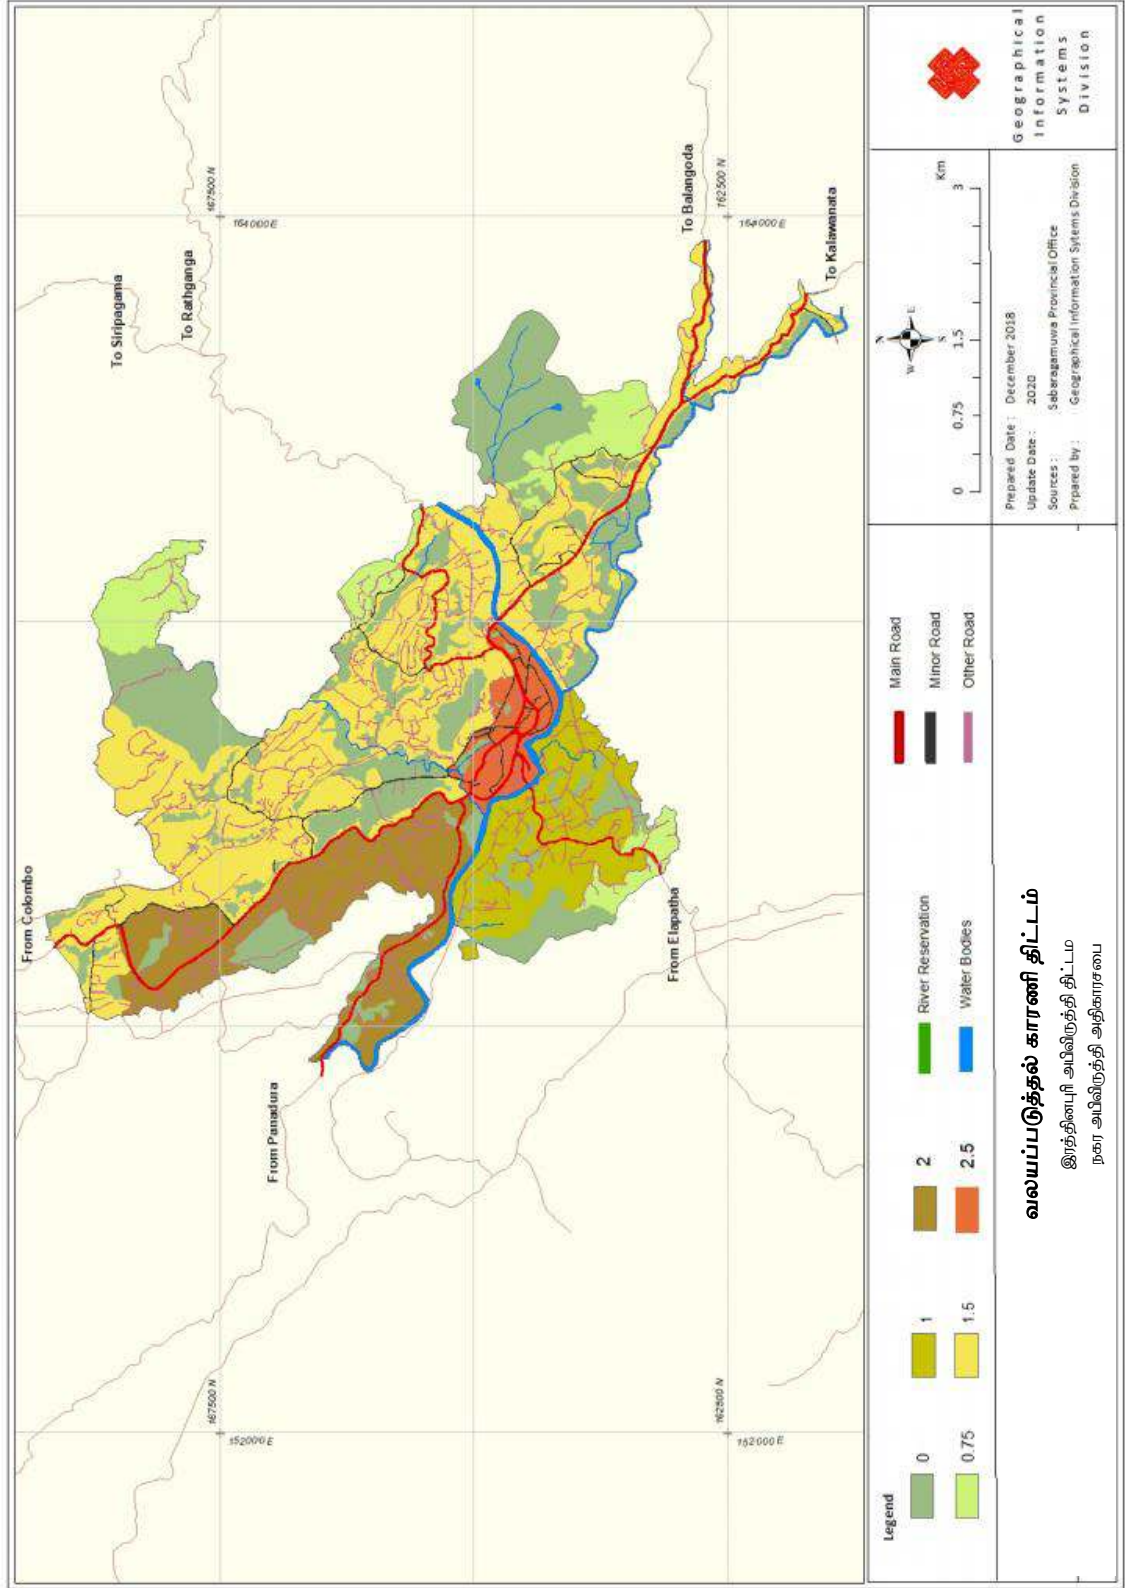 From Colombo
To Siripagama
To Rathganga
167500 N
164000 E
To Balangoda
162500 N
164000 E
To Kalawanata
From Panadura
From Elapatha
167500 N
152000 E
162500 N
152000 E
Legend
0
0.75
1
1.5
2
2.5
River Reservation
Water Bodies
Main Road
Minor Road
Other Road
வலயப்படுத்தல் காரணி திட்டம்
இரத்தினபுரி அபிவிருத்தி திட்டம
நகர அபிவிருத்தி அதிகாரசபை
N
W
E
S
0
0.75
1.5
3
Km
Prepared Date : December 2018
Update Date : 2020
Sources : Sabaragamuwa Provincial Office
Prpared by : Geographical Information Sytems Division
Geographical
Information
Systems
Division